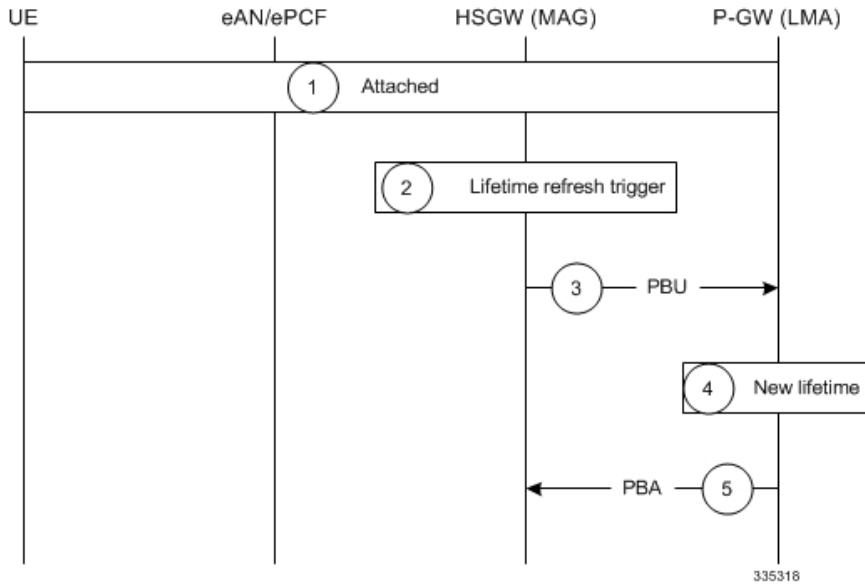 UE eAN/ePCF HSGW (MAG) P-GW (LMA)
1 Attached
2 Lifetime refresh trigger
3 PBU
4 New lifetime
PBA 5
335318